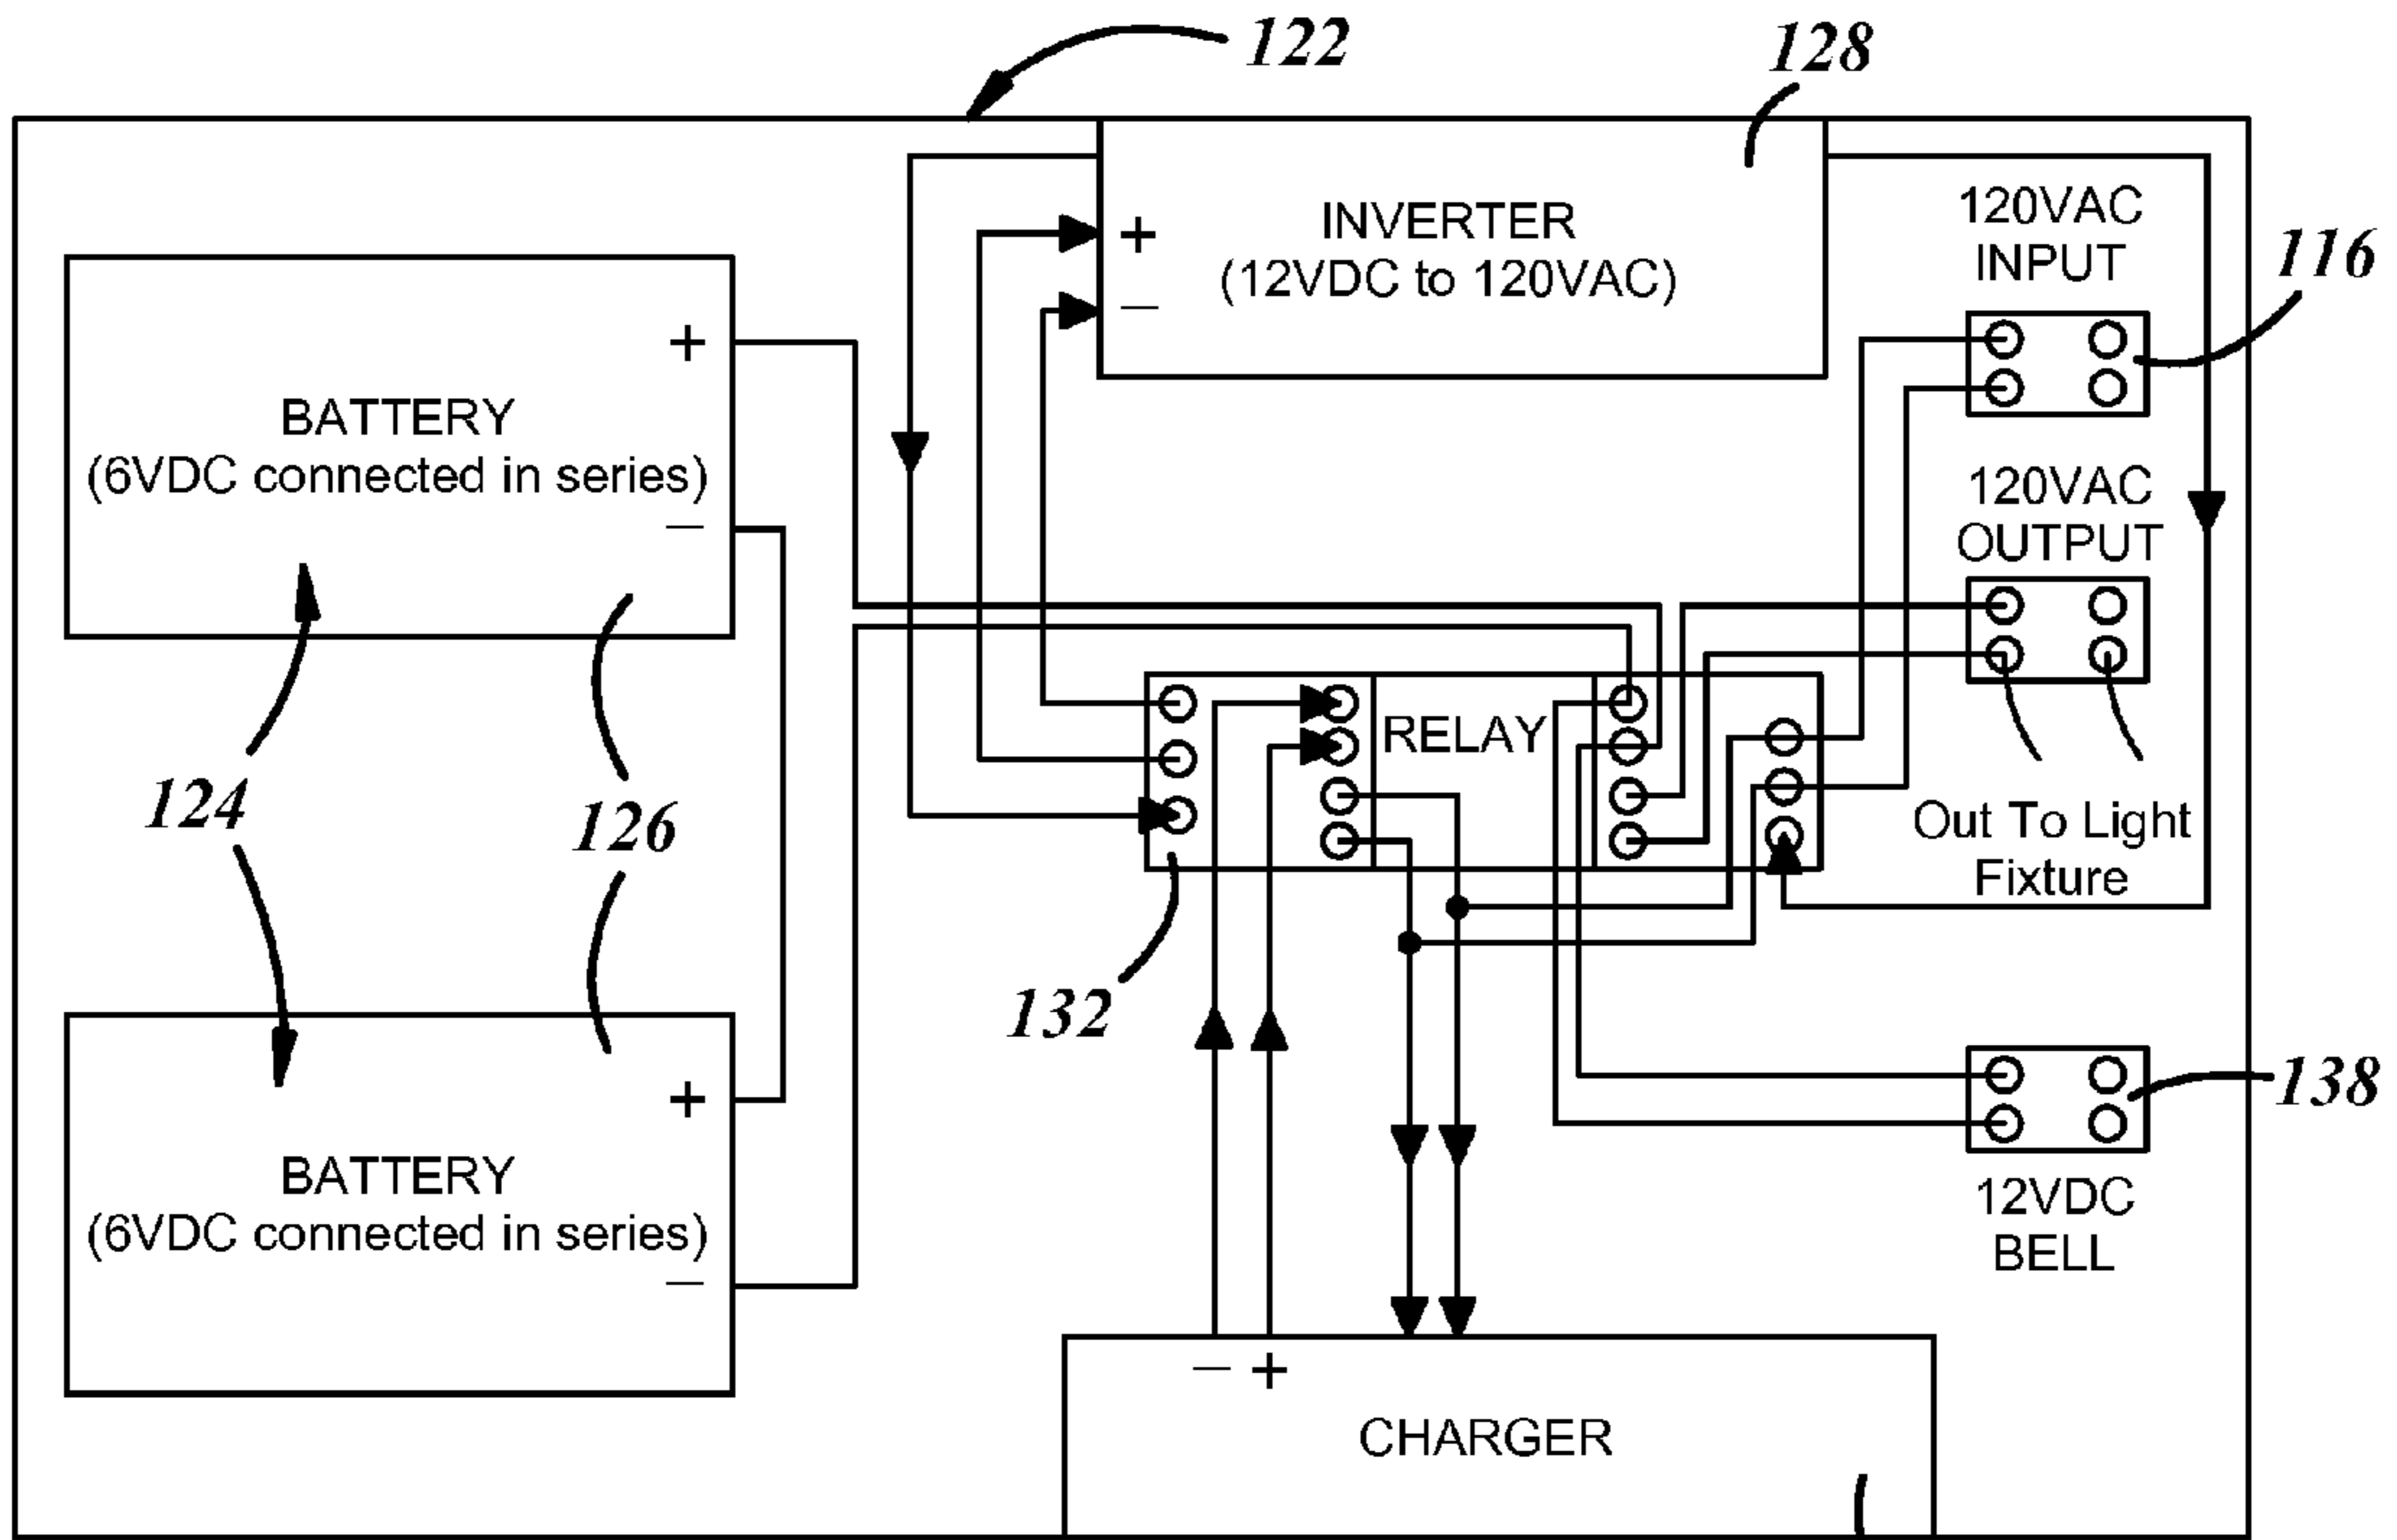 122
128
INVERTER
(12VDC to 120VAC)
+
—
120VAC
INPUT
116
+
BATTERY
(6VDC connected in series)
—
120VAC
OUTPUT
RELAY
124
126
Out To Light
Fixture
132
+
BATTERY
(6VDC connected in series)
—
138
12VDC
BELL
— +
CHARGER